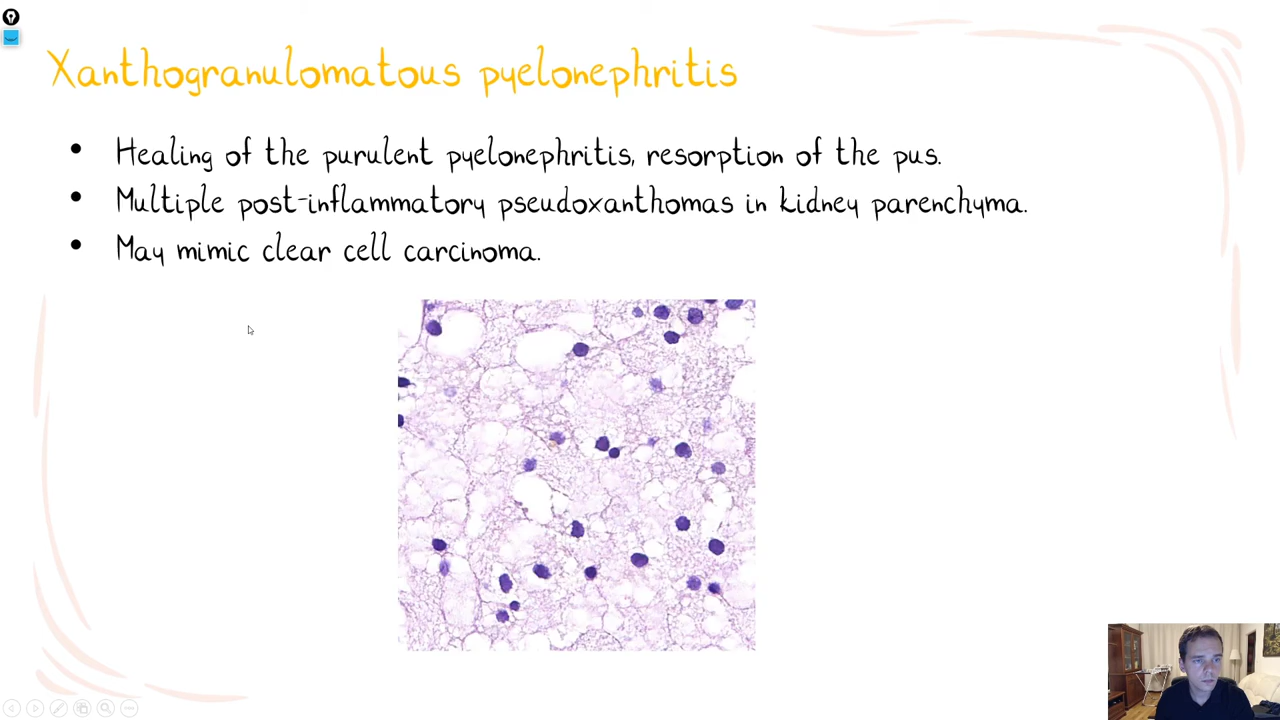 Xanthogranulomatous pyelonephritis
• Healing of the purulent pyelonephritis, resorption of the pus.
• Multiple post-inflammatory pseudoxanthomas in kidney parenchyma.
• May mimic clear cell carcinoma.